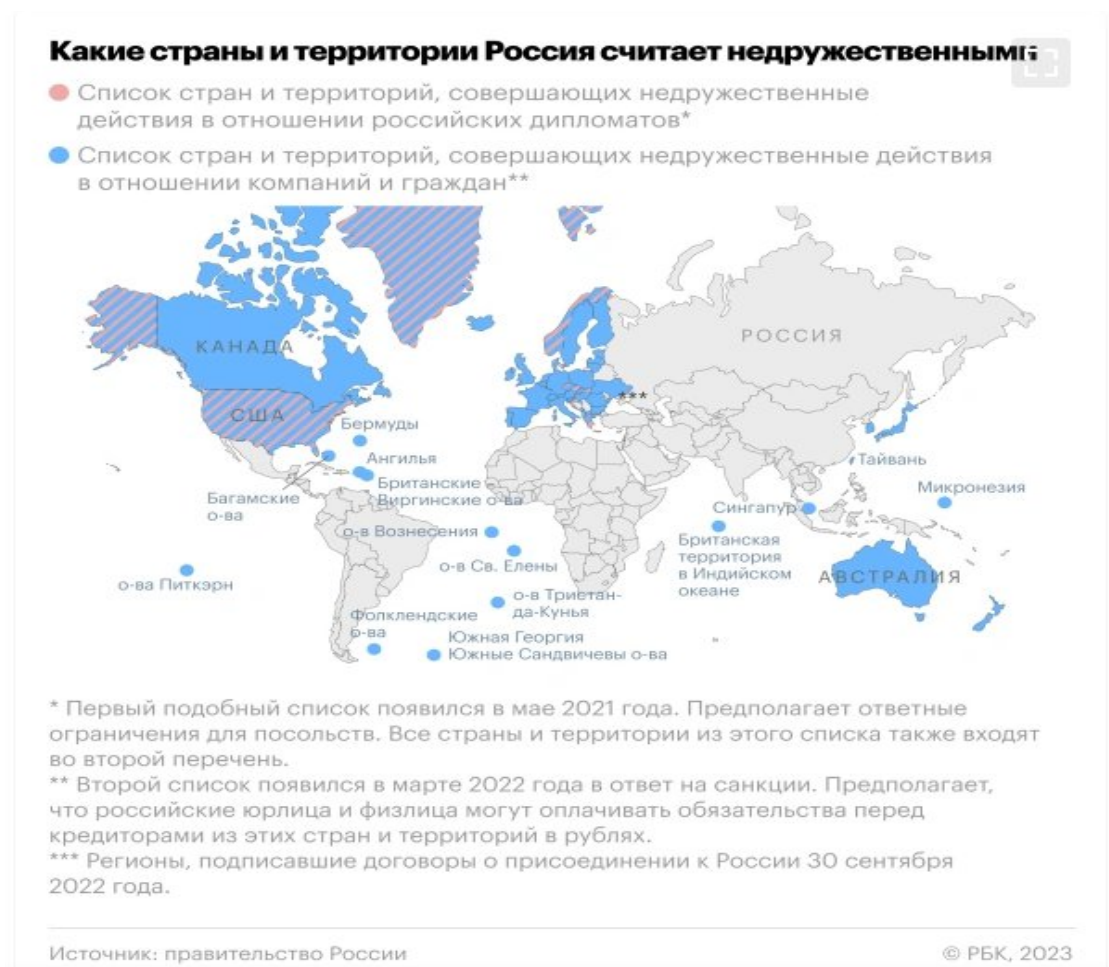 Какие страны и территории Россия считает недружественными
Список стран и территорий, совершающих недружественные
действия в отношении российских дипломатов*
Список стран и территорий, совершающих недружественные действия
в отношении компаний и граждан**
РОССИЯ
КАНАДА
***
США
Бермуды
Ангилья
Тайвань
Британские
Виргинские о-ва
Микронезия
Багамские
о-ва
Сингапур
о-в Вознесения
Британская
территория
в Индийском
океане
о-в Св. Елены
АВСТРАЛИЯ
о-ва Питкэрн
о-в Тристан-
да-Кунья
Фолклендские
о-ва
Южная Георгия
Южные Сандвичевы о-ва
* Первый подобный список появился в мае 2021 года. Предполагает ответные
ограничения для посольств. Все страны и территории из этого списка также входят
во второй перечень.
** Второй список появился в марте 2022 года в ответ на санкции. Предполагает,
что российские юрлица и физлица могут оплачивать обязательства перед
кредиторами из этих стран и территорий в рублях.
*** Регионы, подписавшие договоры о присоединении к России 30 сентября
2022 года.
Источник: правительство России
© РБК, 2023